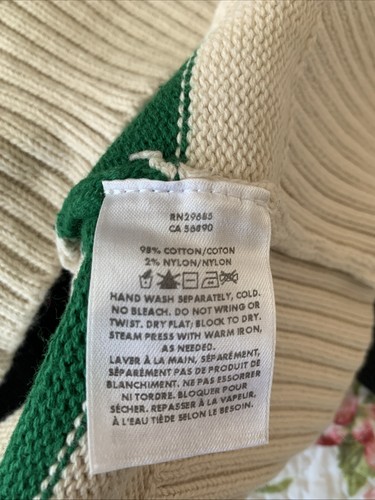 RN29685
CA 56890
98% COTTON/COTON
2% NYLON/NYLON
HAND WASH SEPARATELY, COLD.
NO BLEACH. DO NOT WRING OR
TWIST. DRY FLAT; BLOCK TO DRY.
STEAM PRESS WITH WARM IRON,
AS NEEDED.
LAVER À LA MAIN, SÉPARÉMENT,
SÉPARÉMENT PAS DE PRODUIT DE
BLANCHIMENT. NE PAS ESSORER
NI TORDRE. BLOQUER POUR
SÉCHER. REPASSER À LA VAPEUR,
À L'EAU TIÈDE SELON LE BESOIN.